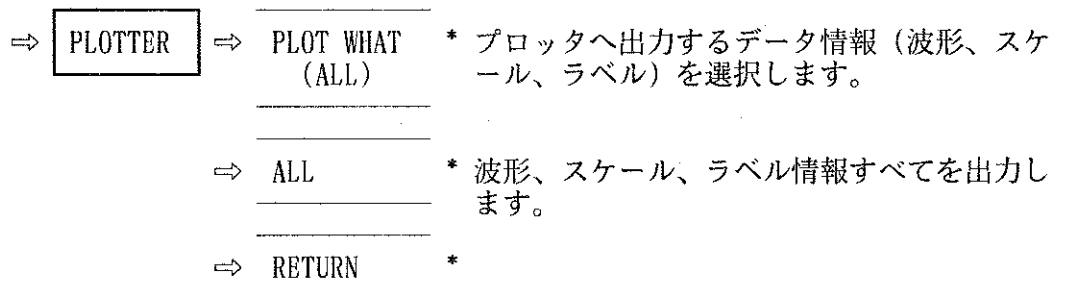 ⇨ PLOTTER ⇨ PLOT WHAT * プロッタへ出力するデータ情報（波形、スケ
(ALL) ール、ラベル）を選択します。
⇨ ALL * 波形、スケール、ラベル情報すべてを出力し
ます。
⇨ RETURN *